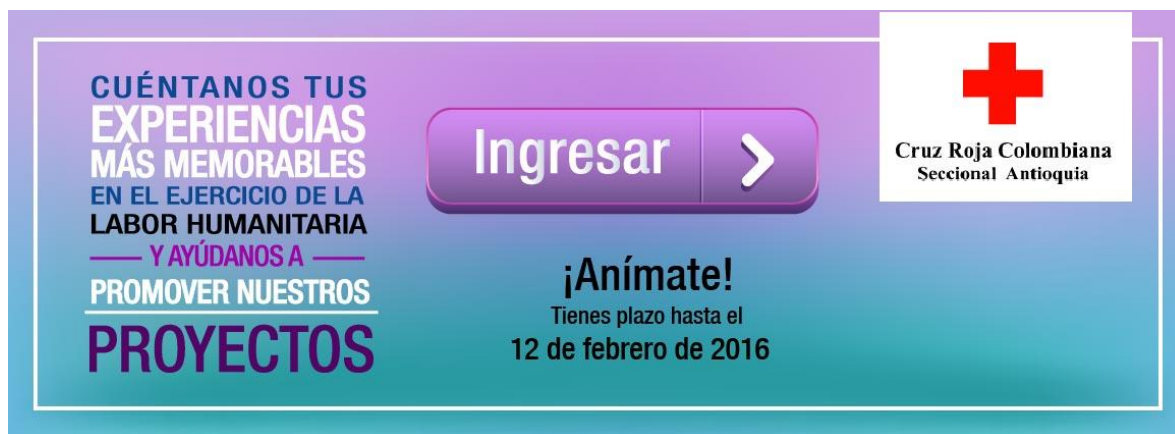 CUÉNTANOS TUS
EXPERIENCIAS
MÁS MEMORABLES
EN EL EJERCICIO DE LA
LABOR HUMANITARIA
Y AYÚDANOS A
PROMOVER NUESTROS
PROYECTOS
Ingresar
¡Anímate!
Tienes plazo hasta el
12 de febrero de 2016
Cruz Roja Colombiana
Seccional Antioquia